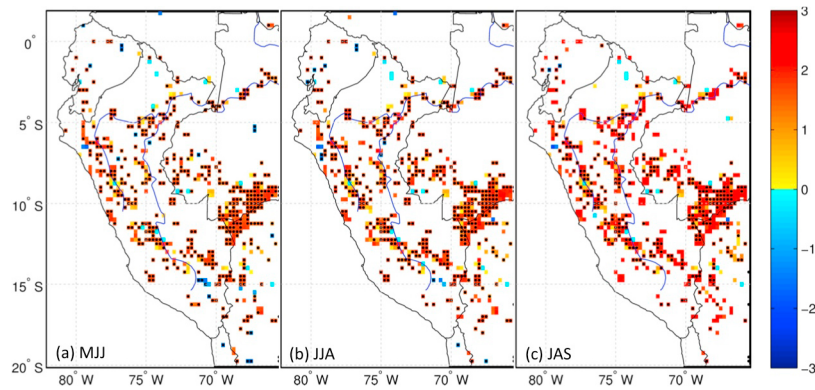 0°
5° S
10° S
15° S
20° S
(a) MJJ
(b) JJA
(c) JAS
80° W
75° W
70° W
80° W
75° W
70° W
80° W
75° W
70° W
3
2
1
0
−1
−2
−3